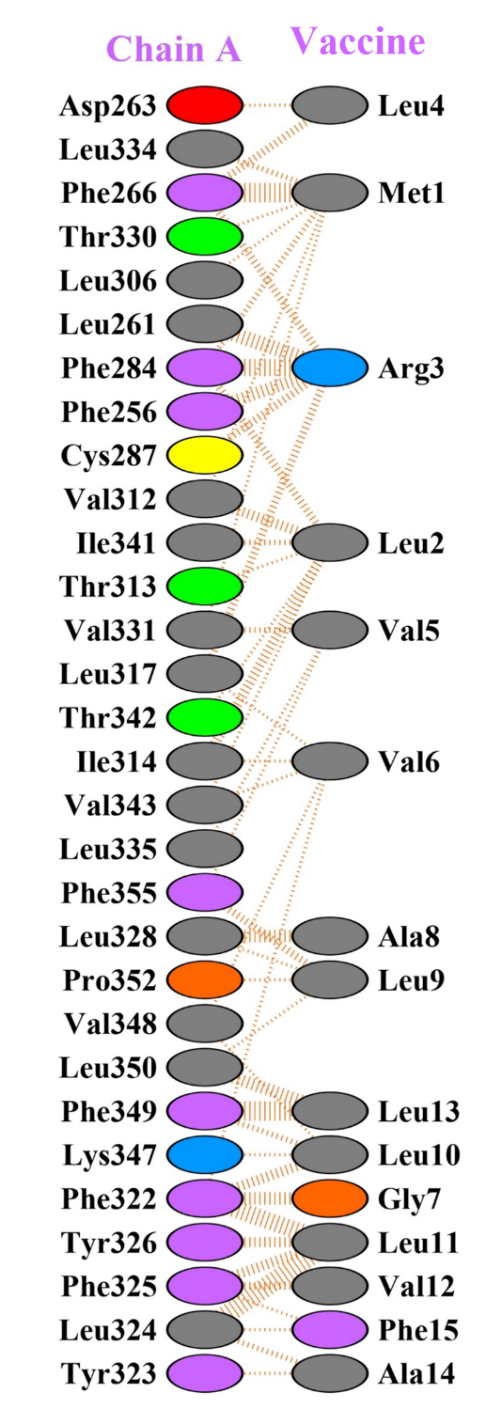 Chain A Vaccine
Asp263 Leu4
Leu334
Phe266 Met1
Thr330
Leu306
Leu261
Phe284 Arg3
Phe256
Cys287
Val312
Ile341 Leu2
Thr313
Val331 Val5
Leu317
Thr342
Ile314 Val6
Val343
Leu335
Phe355
Leu328 Ala8
Pro352 Leu9
Val348
Leu350
Phe349 Leu13
Lys347 Leu10
Phe322 Gly7
Tyr326 Leu11
Phe325 Val12
Leu324 Phe15
Tyr323 Ala14